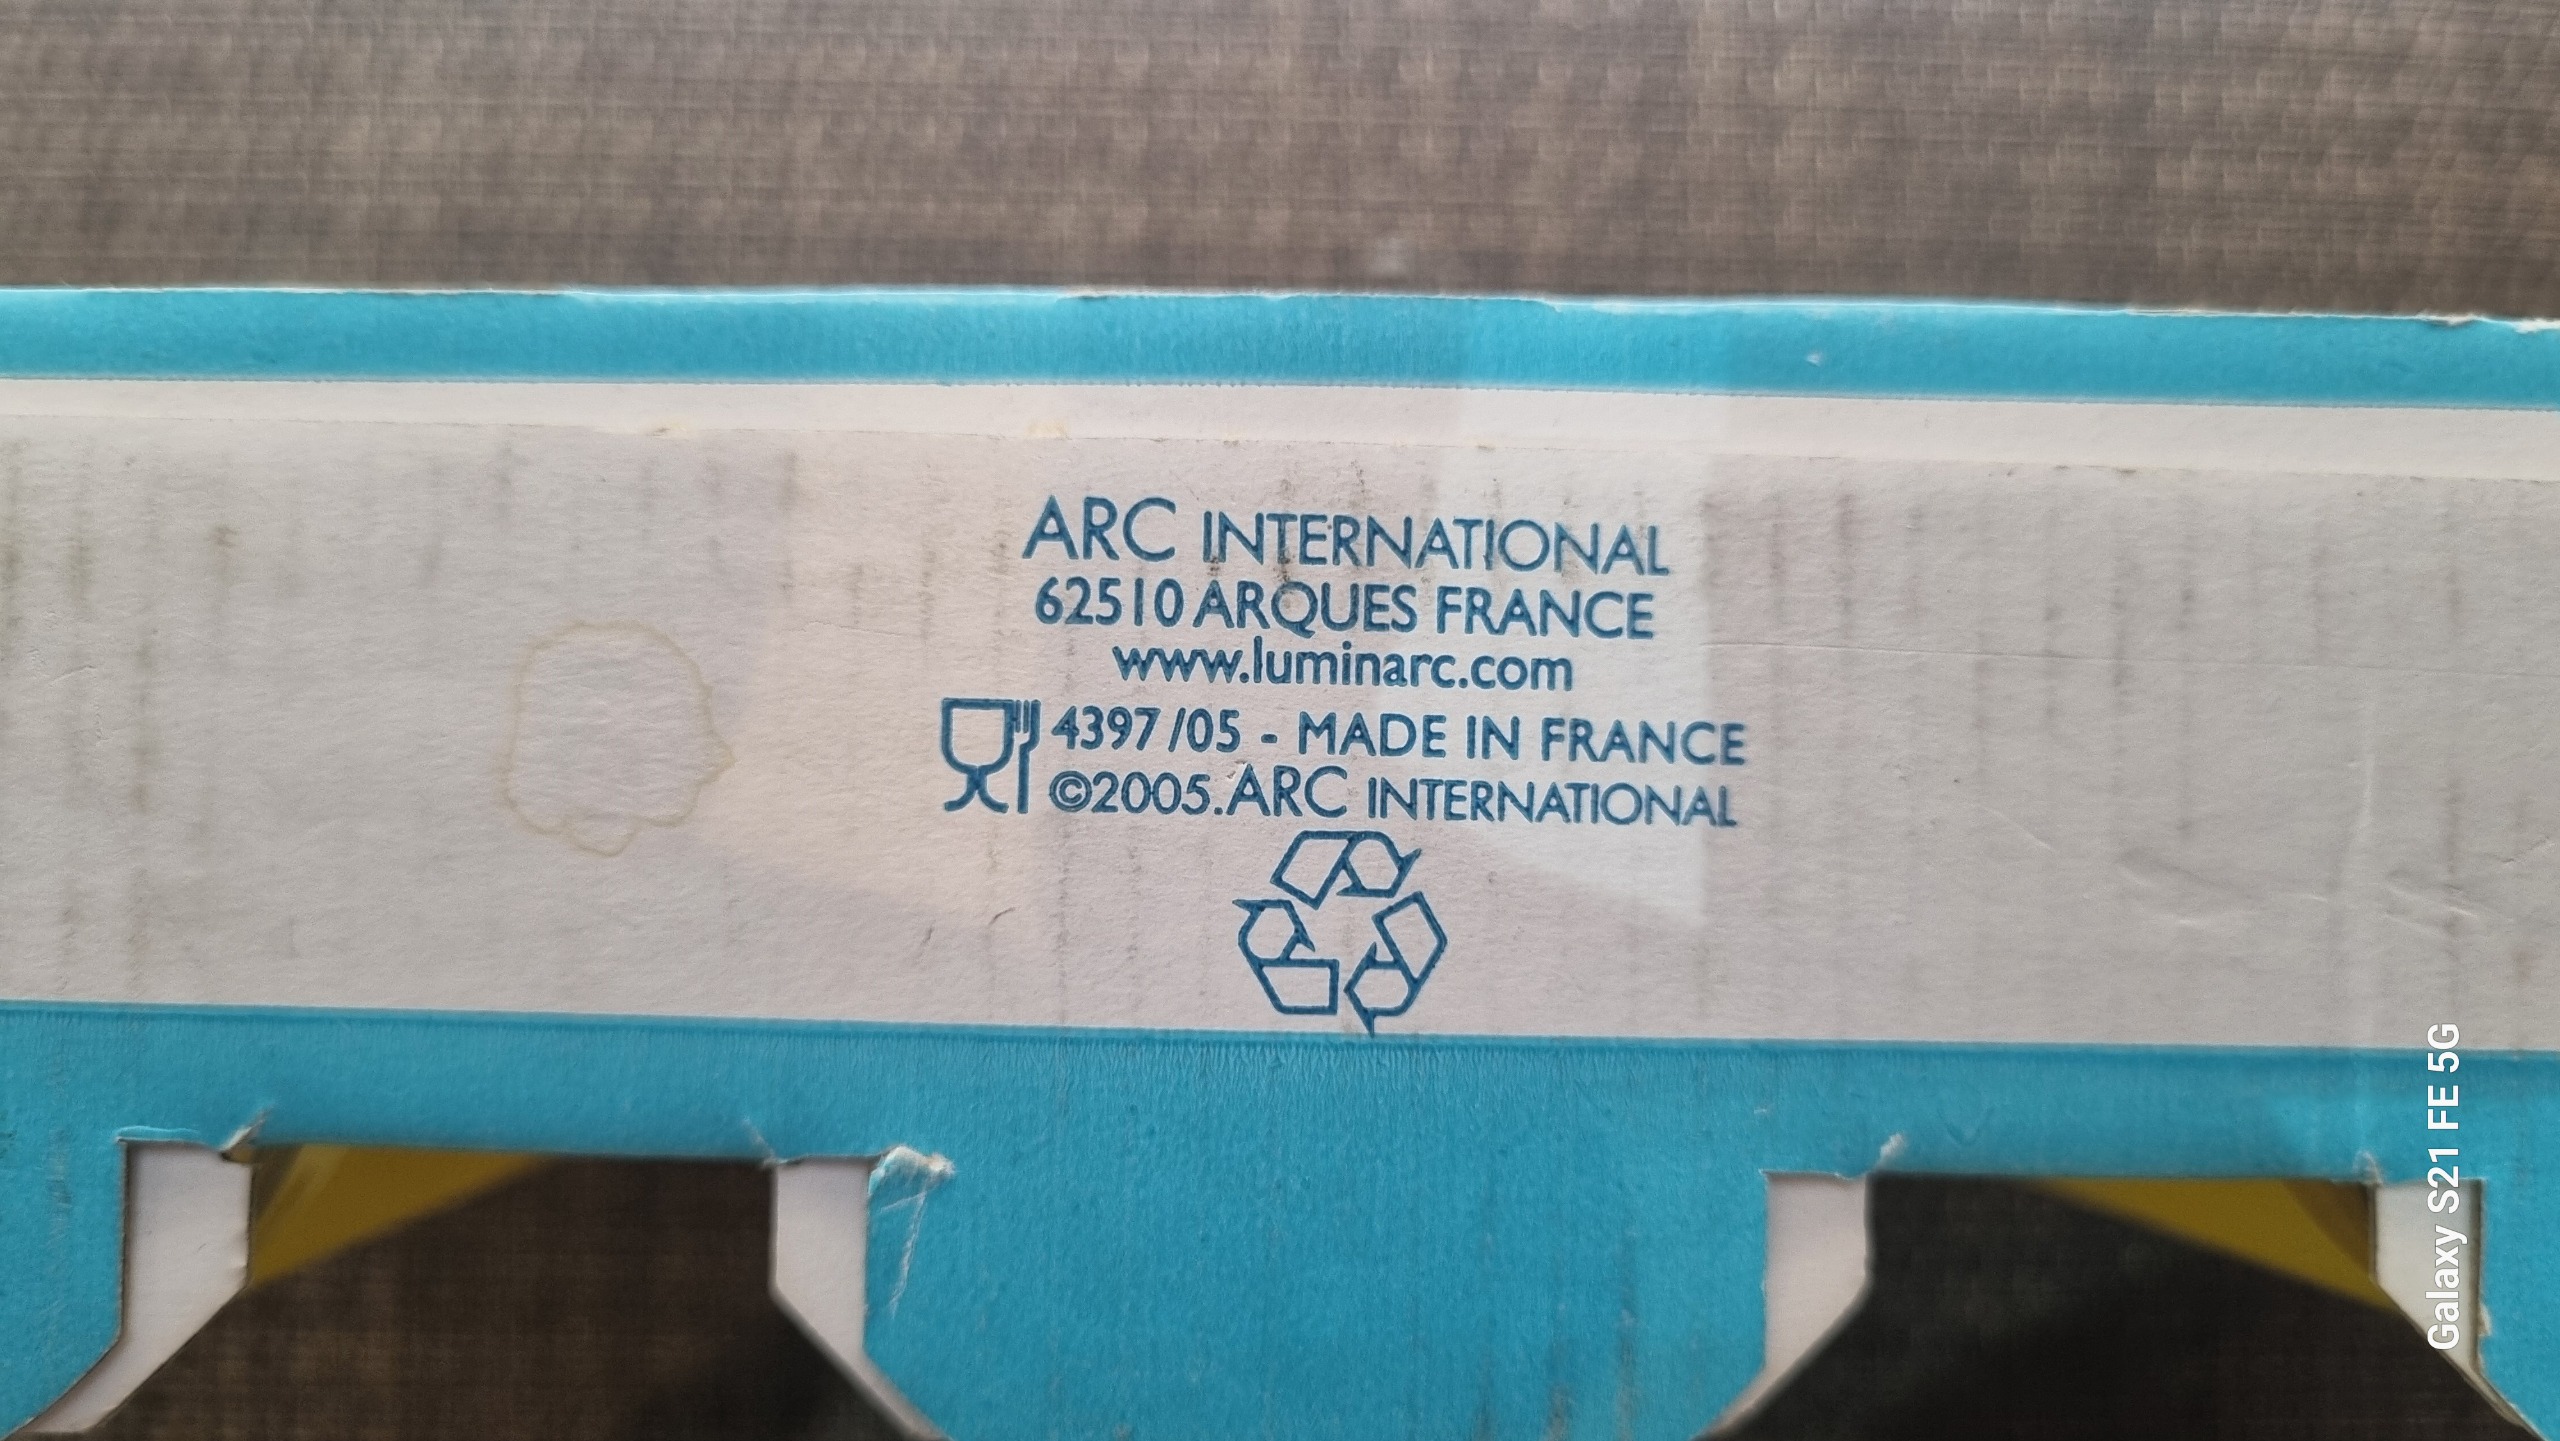 ARC INTERNATIONAL
62510 ARQUES FRANCE
www.luminarc.com
4397/05 - MADE IN FRANCE
©2005.ARC INTERNATIONAL
Galaxy S21 FE 5G